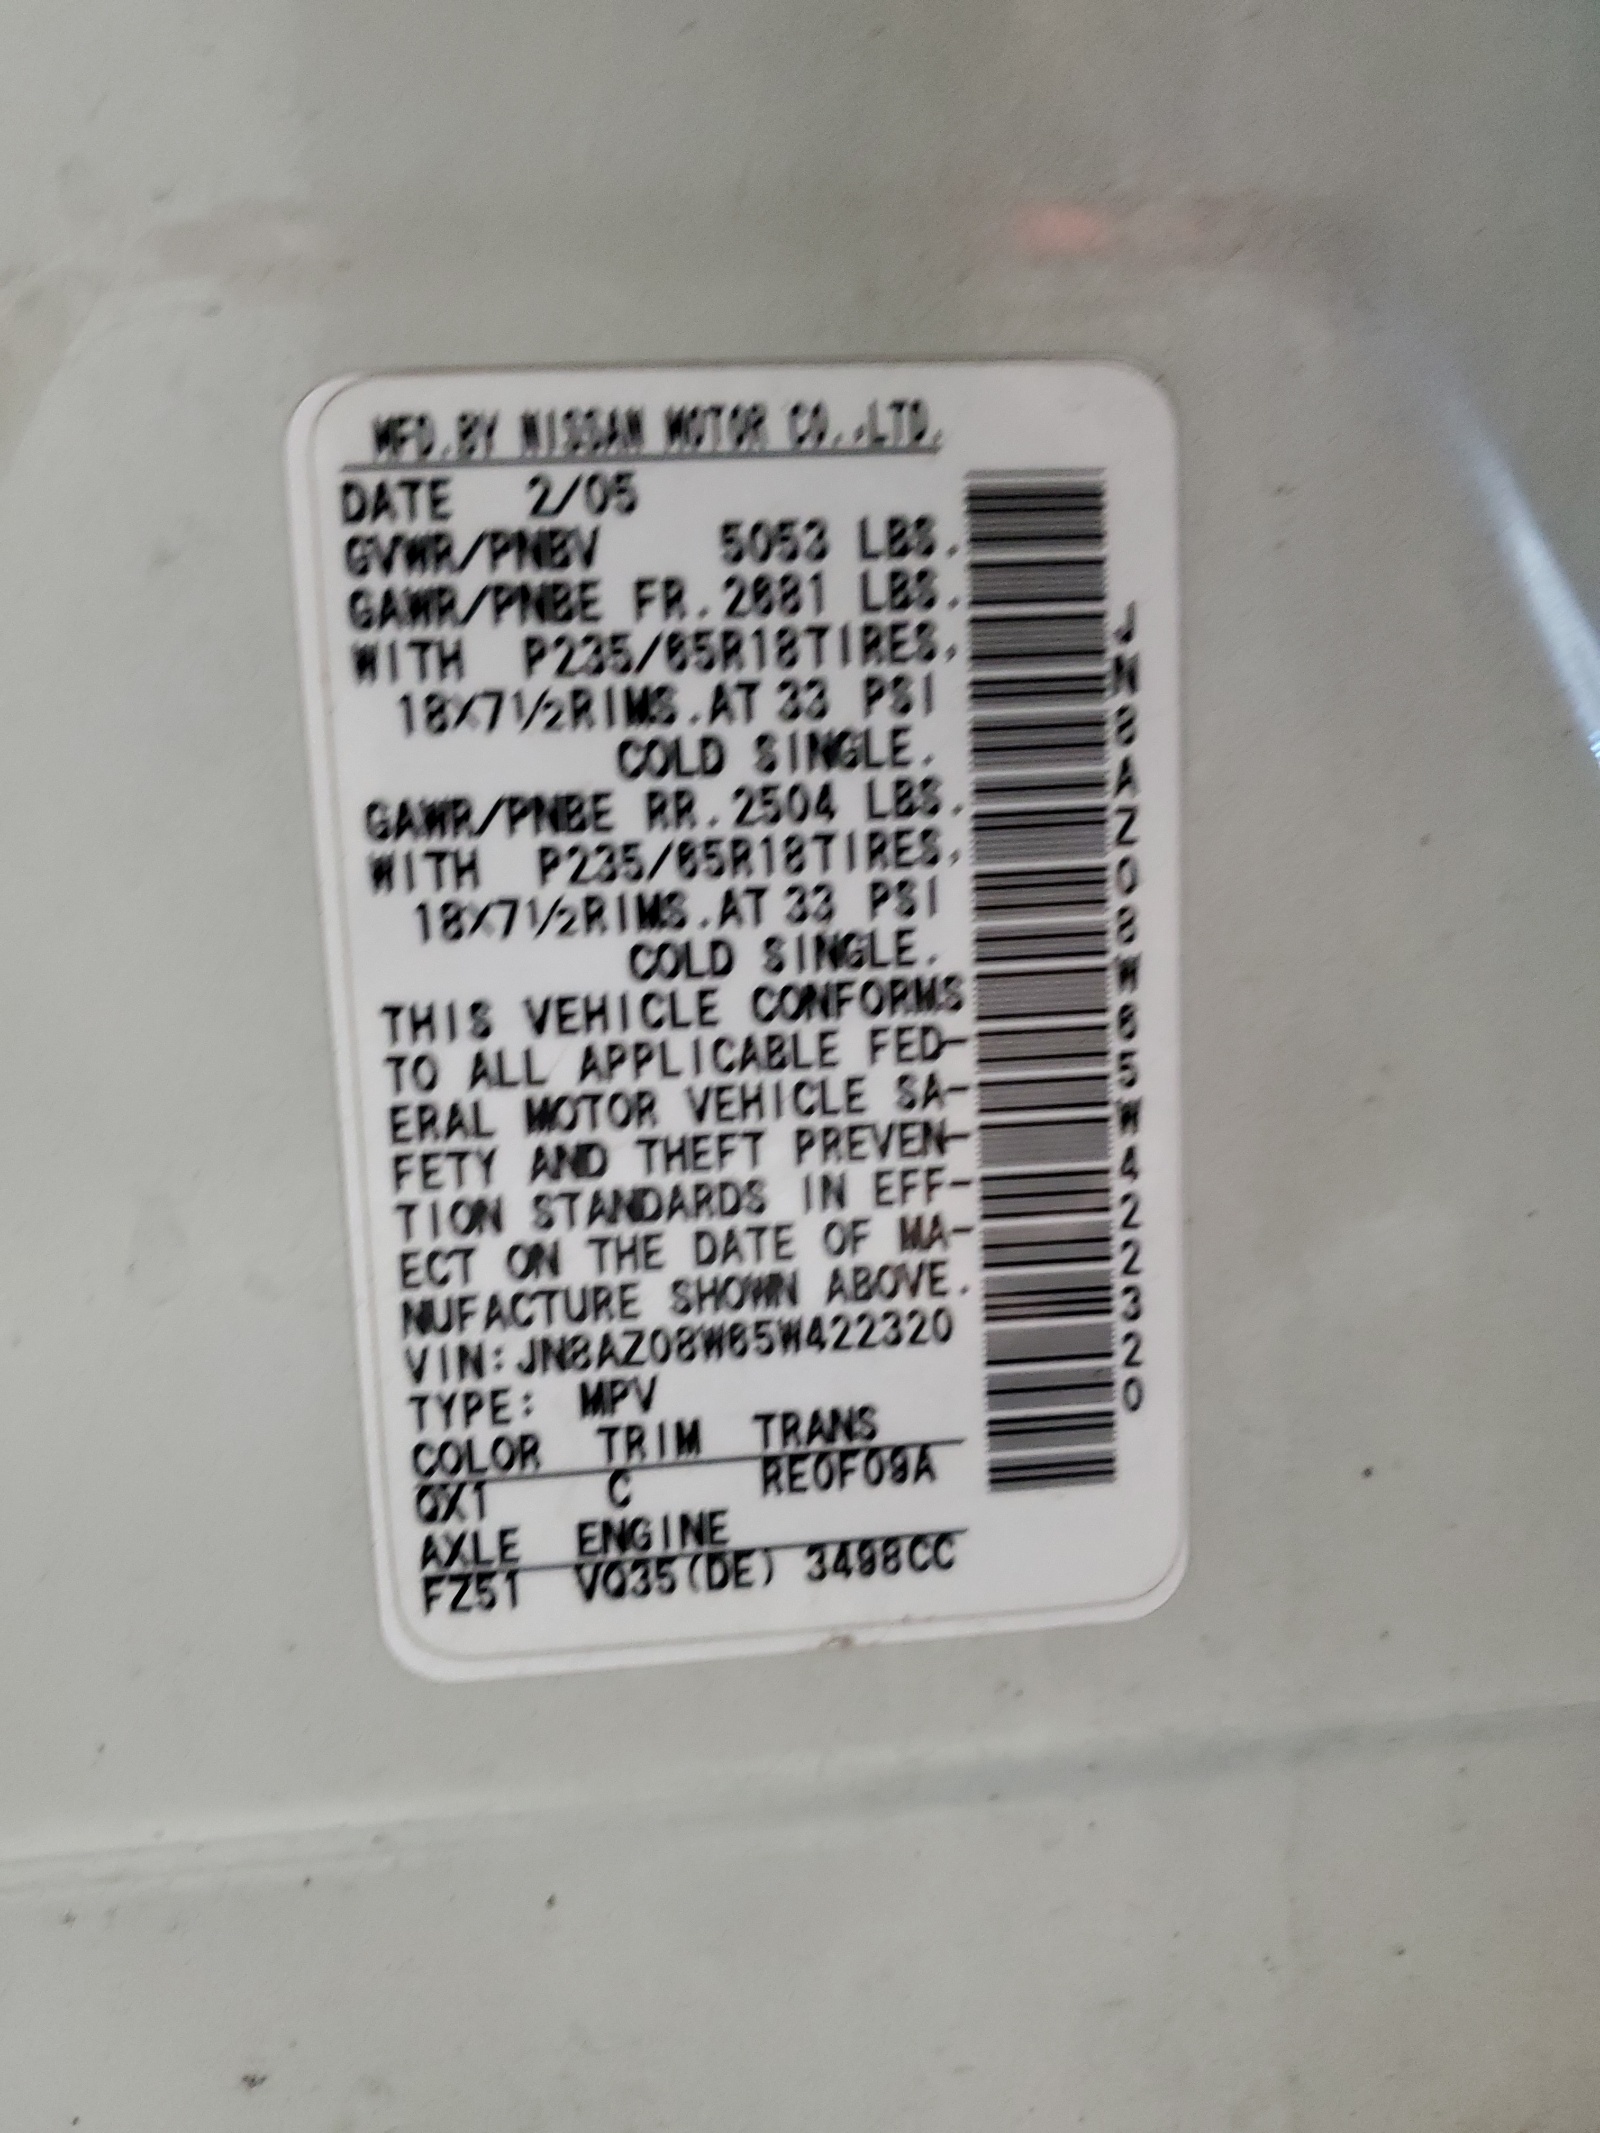 MFD.BY NISSAN MOTOR CO.,LTD.
DATE 2/05
GVWR/PNBV 5053 LBS.
GAWR/PNBE FR.2681 LBS.
WITH P235/65R18TIRES,
18X7½RIMS.AT 33 PSI
COLD SINGLE.
GAWR/PNBE RR.2504 LBS.
WITH P235/65R18TIRES,
18X7½RIMS.AT 33 PSI
COLD SINGLE.
THIS VEHICLE CONFORMS
TO ALL APPLICABLE FED-
ERAL MOTOR VEHICLE SA-
FETY AND THEFT PREVEN-
TION STANDARDS IN EFF-
ECT ON THE DATE OF MA-
NUFACTURE SHOWN ABOVE.
VIN:JN8AZ08W65W422320
TYPE: MPV
COLOR TRIM TRANS
QX1 C RE0F09A
AXLE ENGINE
FZ51 VQ35(DE) 3498CC
JN8AZ08W65W422320